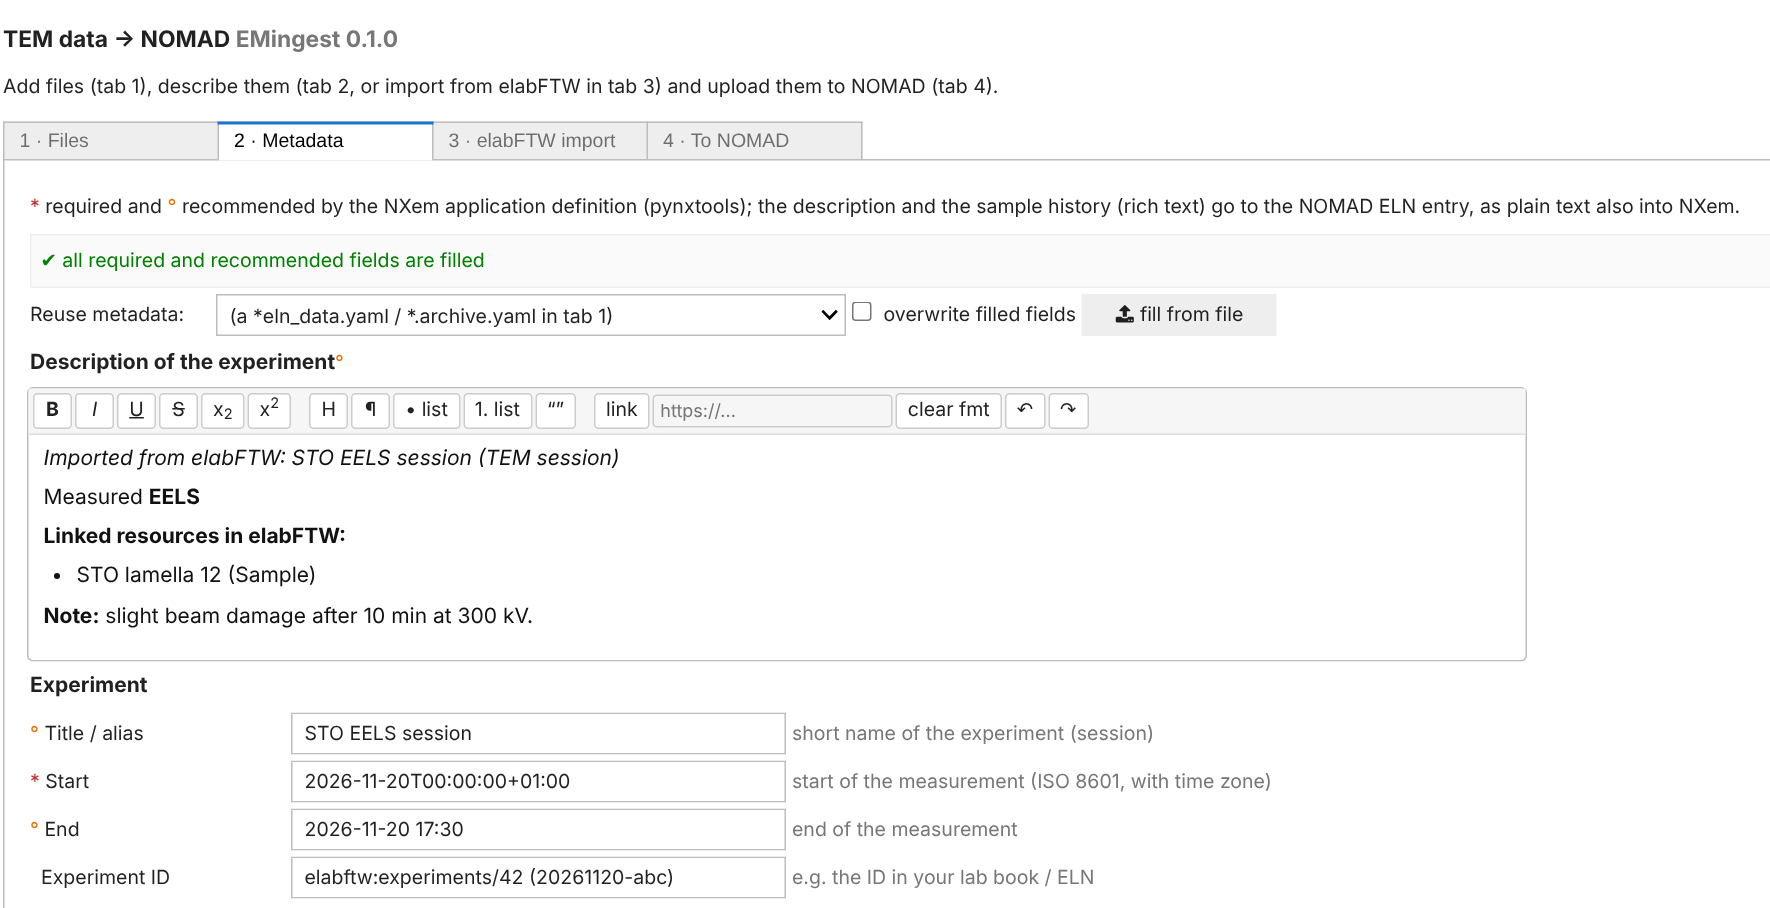 TEM data → NOMAD EMingest 0.1.0
Add files (tab 1), describe them (tab 2, or import from elabFTW in tab 3) and upload them to NOMAD (tab 4).
1 · Files
2 · Metadata
3 · elabFTW import
4 · To NOMAD
* required and ° recommended by the NXem application definition (pynxtools); the description and the sample history (rich text) go to the NOMAD ELN entry, as plain text also into NXem.
✔ all required and recommended fields are filled
Reuse metadata: (a *eln_data.yaml / *.archive.yaml in tab 1) overwrite filled fields fill from file
Description of the experiment°
B I U S x₂ x² H ¶ • list 1. list “” link https://... clear fmt ↶ ↷
Imported from elabFTW: STO EELS session (TEM session)
Measured EELS
Linked resources in elabFTW:
• STO lamella 12 (Sample)
Note: slight beam damage after 10 min at 300 kV.
Experiment
° Title / alias STO EELS session short name of the experiment (session)
* Start 2026-11-20T00:00:00+01:00 start of the measurement (ISO 8601, with time zone)
° End 2026-11-20 17:30 end of the measurement
Experiment ID elabftw:experiments/42 (20261120-abc) e.g. the ID in your lab book / ELN